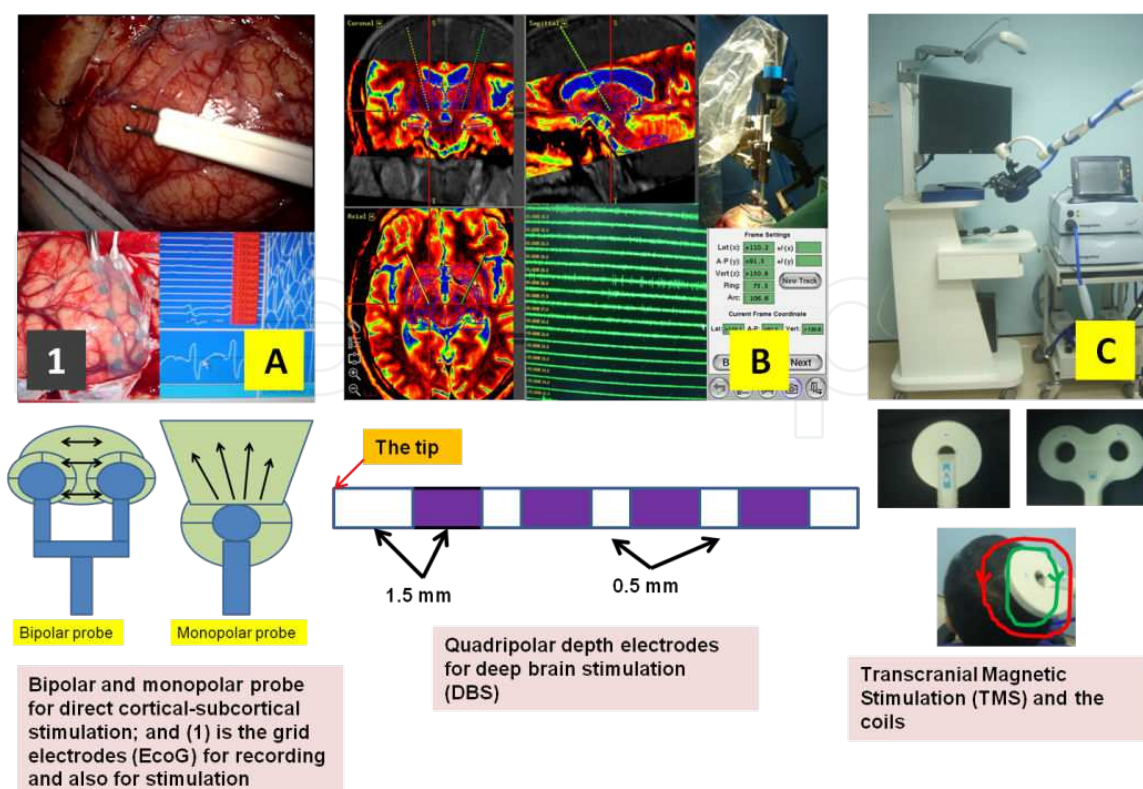 1
A
Coronal
Sagittal
Axial
Frame Settings
Lat (x):
+/(x)
A-P (y):
+/(y)
Vert (z):
Ring:
Arc:
New Track
Current Frame Coordinate
Lat:
A-P:
Vert:
Next
B
C
Bipolar probe
Monopolar probe
The tip
1.5 mm
0.5 mm
Bipolar and monopolar probe
for direct cortical-subcortical
stimulation; and (1) is the grid
electrodes (EcoG) for recording
and also for stimulation
Quadripolar depth electrodes
for deep brain stimulation
(DBS)
Transcranial Magnetic
Stimulation (TMS) and the
coils